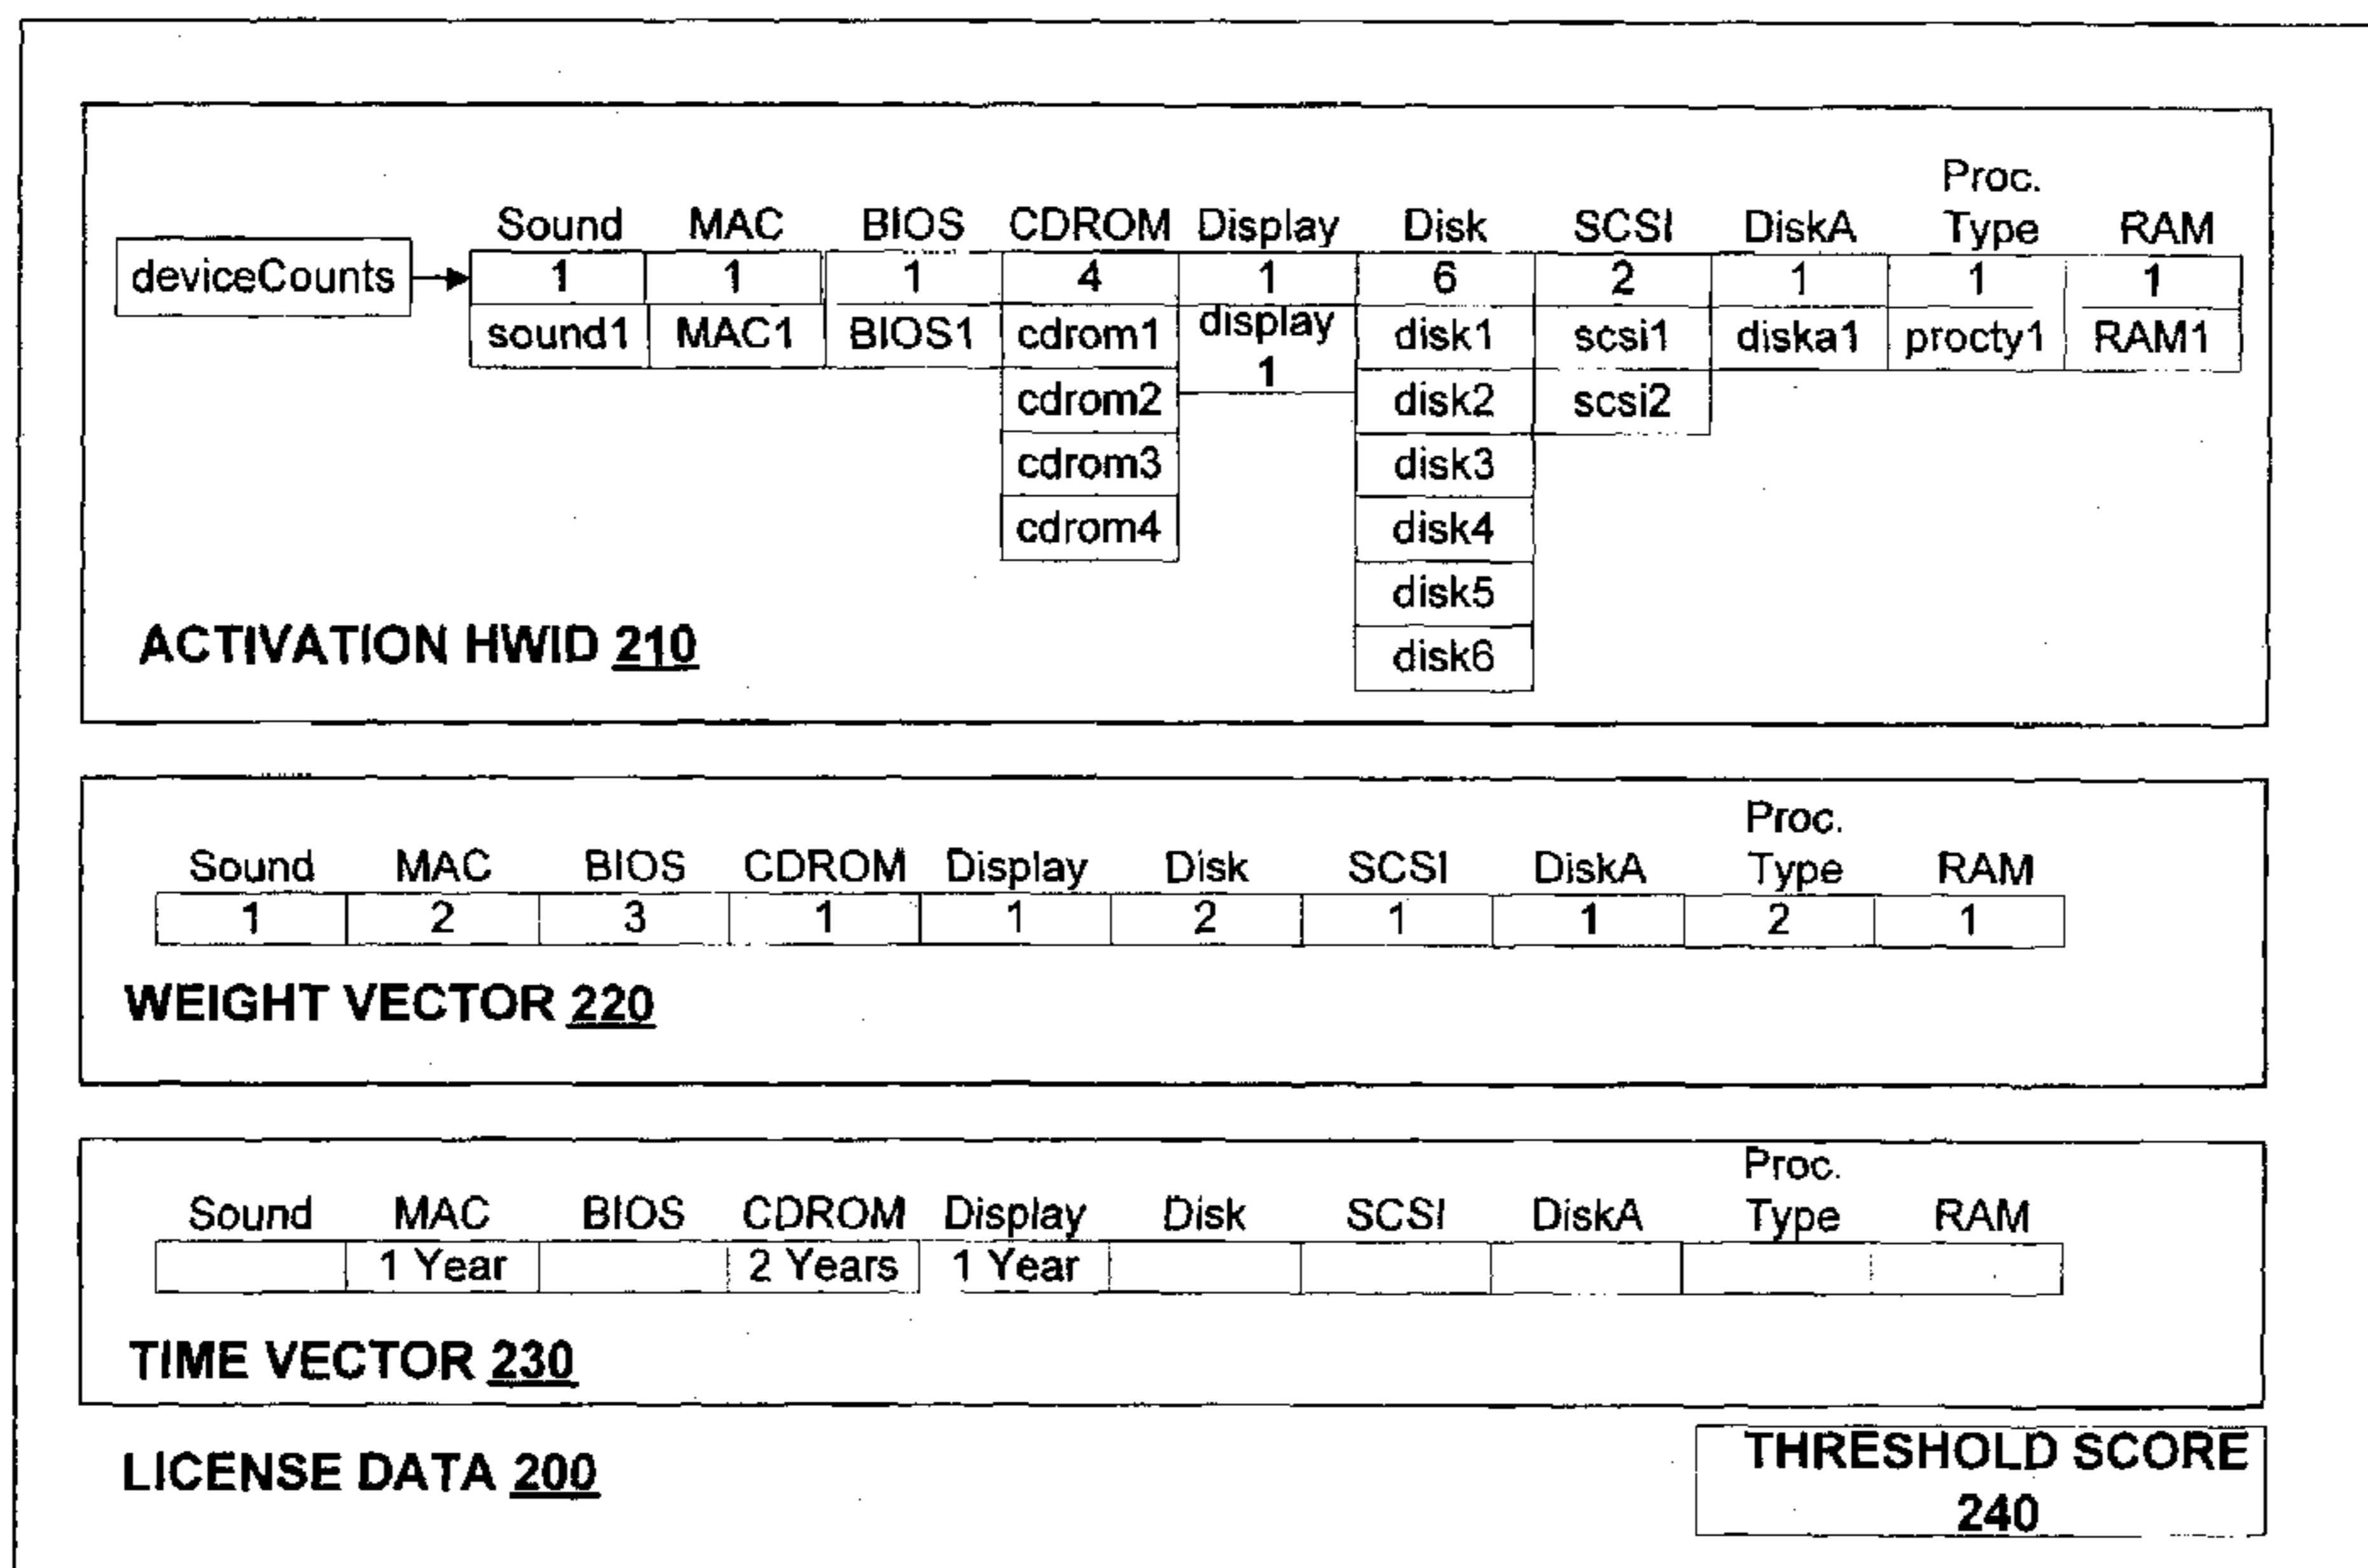 Proc.
Sound MAC BIOS CDROM Display Disk SCSI DiskA Type RAM
deviceCounts 1 1 1 4 1 6 2 1 1 1
sound1 MAC1 BIOS1 cdrom1 display 1 disk1 scsi1 diska1 procty1 RAM1
cdrom2 disk2 scsi2
cdrom3 disk3
cdrom4 disk4
disk5
disk6
ACTIVATION HWID 210
Proc.
Sound MAC BIOS CDROM Display Disk SCSI DiskA Type RAM
1 2 3 1 1 2 1 1 2 1
WEIGHT VECTOR 220
Proc.
Sound MAC BIOS CDROM Display Disk SCSI DiskA Type RAM
1 Year 2 Years 1 Year
TIME VECTOR 230
LICENSE DATA 200
THRESHOLD SCORE
240